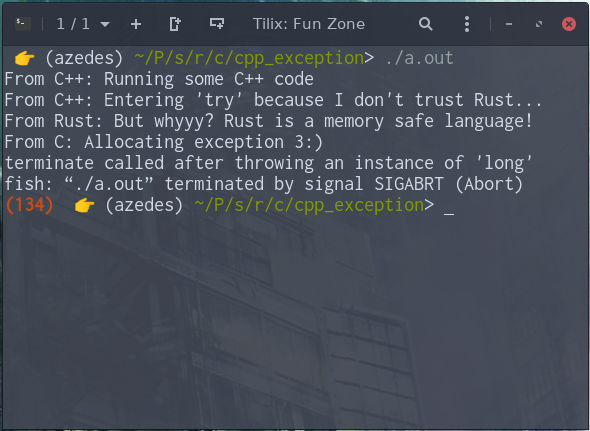 1 / 1 Tilix: Fun Zone
👉 (azedes) ~/P/s/r/c/cpp_exception> ./a.out
From C++: Running some C++ code
From C++: Entering 'try' because I don't trust Rust...
From Rust: But whyyy? Rust is a memory safe language!
From C: Allocating exception 3:)
terminate called after throwing an instance of 'long'
fish: “./a.out” terminated by signal SIGABRT (Abort)
(134) 👉 (azedes) ~/P/s/r/c/cpp_exception> _